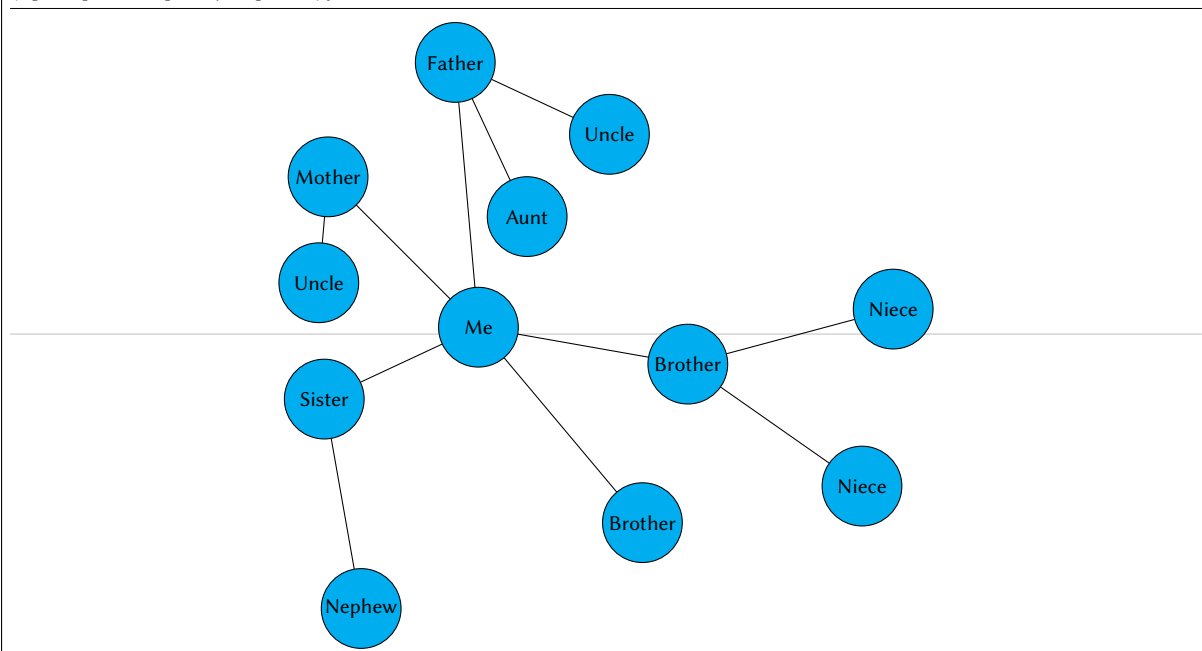 Father
Uncle
Mother
Aunt
Uncle
Niece
Me
Brother
Sister
Niece
Brother
Nephew